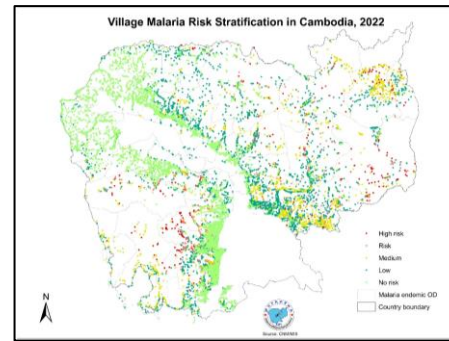 Village Malaria Risk Stratification in Cambodia, 2022
High risk
Risk
Medium
Low
No risk
Malaria endemic OD
Country boundary
N
Source: CNM/MIS